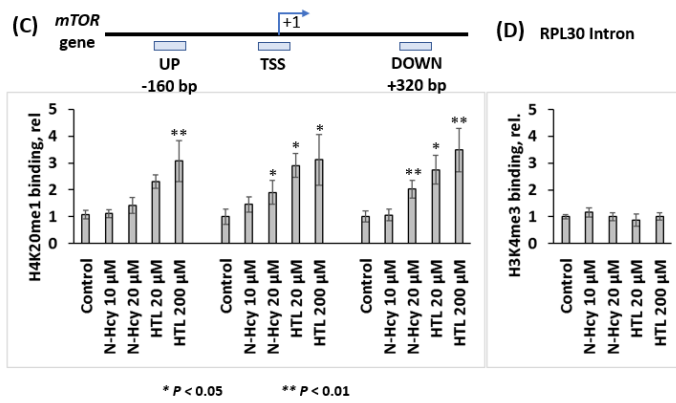 (C) mTOR gene +1
UP TSS DOWN
-160 bp +320 bp
H4K20me1 binding, rel
5
4
3
2
1
0
** * * * ** * **
Control N-Hcy 10 μM N-Hcy 20 μM HTL 20 μM HTL 200 μM
Control N-Hcy 10 μM N-Hcy 20 μM HTL 20 μM HTL 200 μM
Control N-Hcy 10 μM N-Hcy 20 μM HTL 20 μM HTL 200 μM
(D) RPL30 Intron
H3K4me3 binding, rel.
5
4
3
2
1
0
Control N-Hcy 10 μM N-Hcy 20 μM HTL 20 μM HTL 200 μM
* P < 0.05 ** P < 0.01